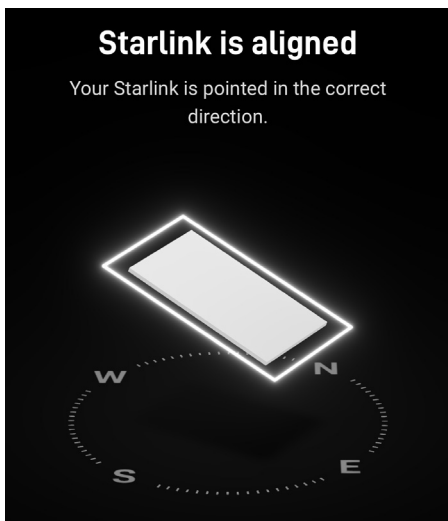 Starlink is aligned
Your Starlink is pointed in the correct
direction.
W
N
S
E